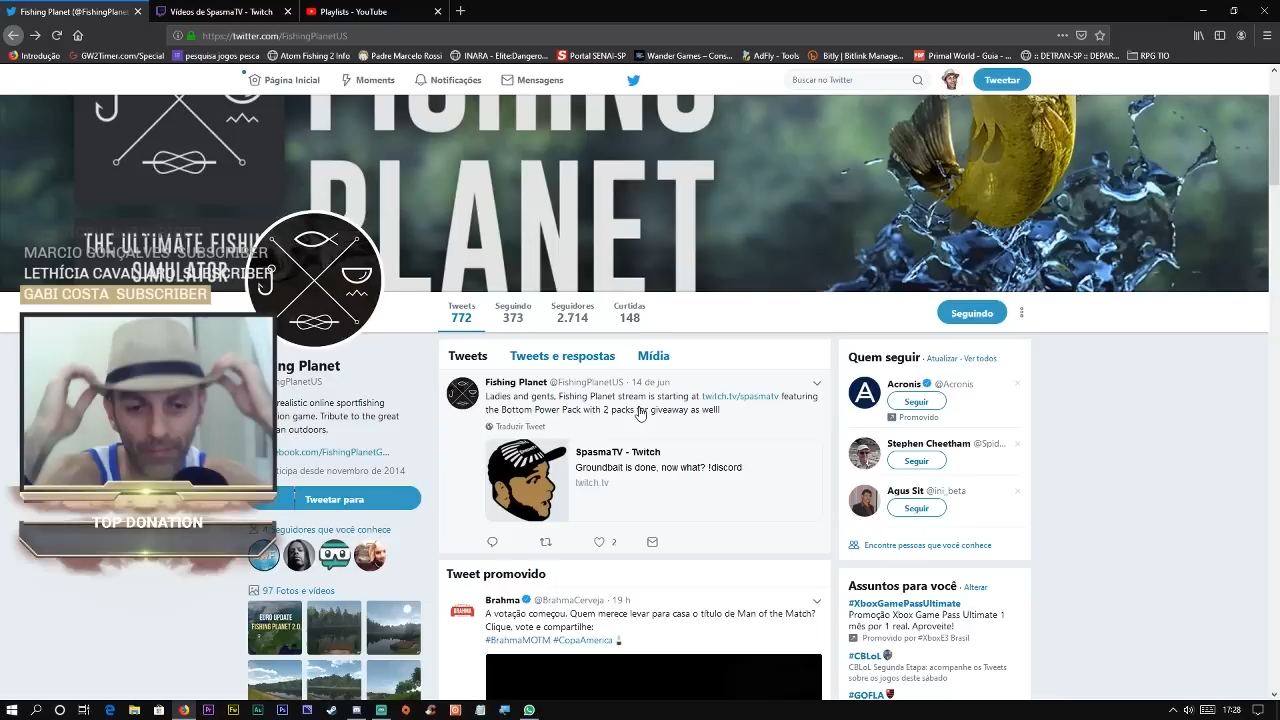 Fishing Planet (@FishingPlanet
Vídeos de SpasmaTV - Twitch
Playlists - YouTube
https://twitter.com/FishingPlanetUS
Introdução
GW2Timer.com/Special
pesquisa jogos pesca
Atom Fishing 2 Info
Padre Marcelo Rossi
INARA - EliteDangero...
Portal SENAI-SP
Wander Games – Cons...
AdFly - Tools
Bitly | Bitlink Manage...
Primal World - Guia - ...
:: DETRAN-SP :: DEPAR...
RPG TIO
Página Inicial
Moments
Notificações
Mensagens
Buscar no Twitter
Tweetar
FISHING
PLANET
THE ULTIMATE FISHI
SIMULATOR
MARCIO GONÇALVES SUBSCRIBER
LETHÍCIA CAVALLARO SUBSCRIBER
GABI COSTA SUBSCRIBER
TOP DONATION
Tweets
772
Seguindo
373
Seguidores
2.714
Curtidas
148
Seguindo
ng Planet
ngPlanetUS
realistic online sportfishing
ion game. Tribute to the great
an outdoors.
cebook.com/FishingPlanetG...
ticipa desde novembro de 2014
Tweetar para
4 seguidores que você conhece
97 Fotos e vídeos
EGRO UPDATE
FISHING PLANET 2.0
Tweets
Tweets e respostas
Mídia
Fishing Planet @FishingPlanetUS · 14 de jun
Ladies and gents, Fishing Planet stream is starting at twitch.tv/spasmatv featuring
the Bottom Power Pack with 2 packs for giveaway as well!
Traduzir Tweet
SpasmaTV - Twitch
Groundbait is done, now what? !discord
twitch.tv
2
Tweet promovido
Brahma @BrahmaCerveja · 19 h
A votação começou. Quem merece levar para casa o título de Man of the Match?
Clique, vote e compartilhe:
#BrahmaMOTM #CopaAmerica
Quem seguir · Atualizar · Ver todos
Acronis @Acronis
Seguir
Promovido
Stephen Cheetham @Spid...
Seguir
Agus Sit @ini_beta
Seguir
Encontre pessoas que você conhece
Assuntos para você · Alterar
#XboxGamePassUltimate
Promoção Xbox Game Pass Ultimate 1
mês por 1 real. Aproveite!
Promovido por #XboxE3 Brasil
#CBLoL
CBLoL Segunda Etapa: acompanhe os Tweets
sobre os jogos deste sábado
#GOFLA
17:28